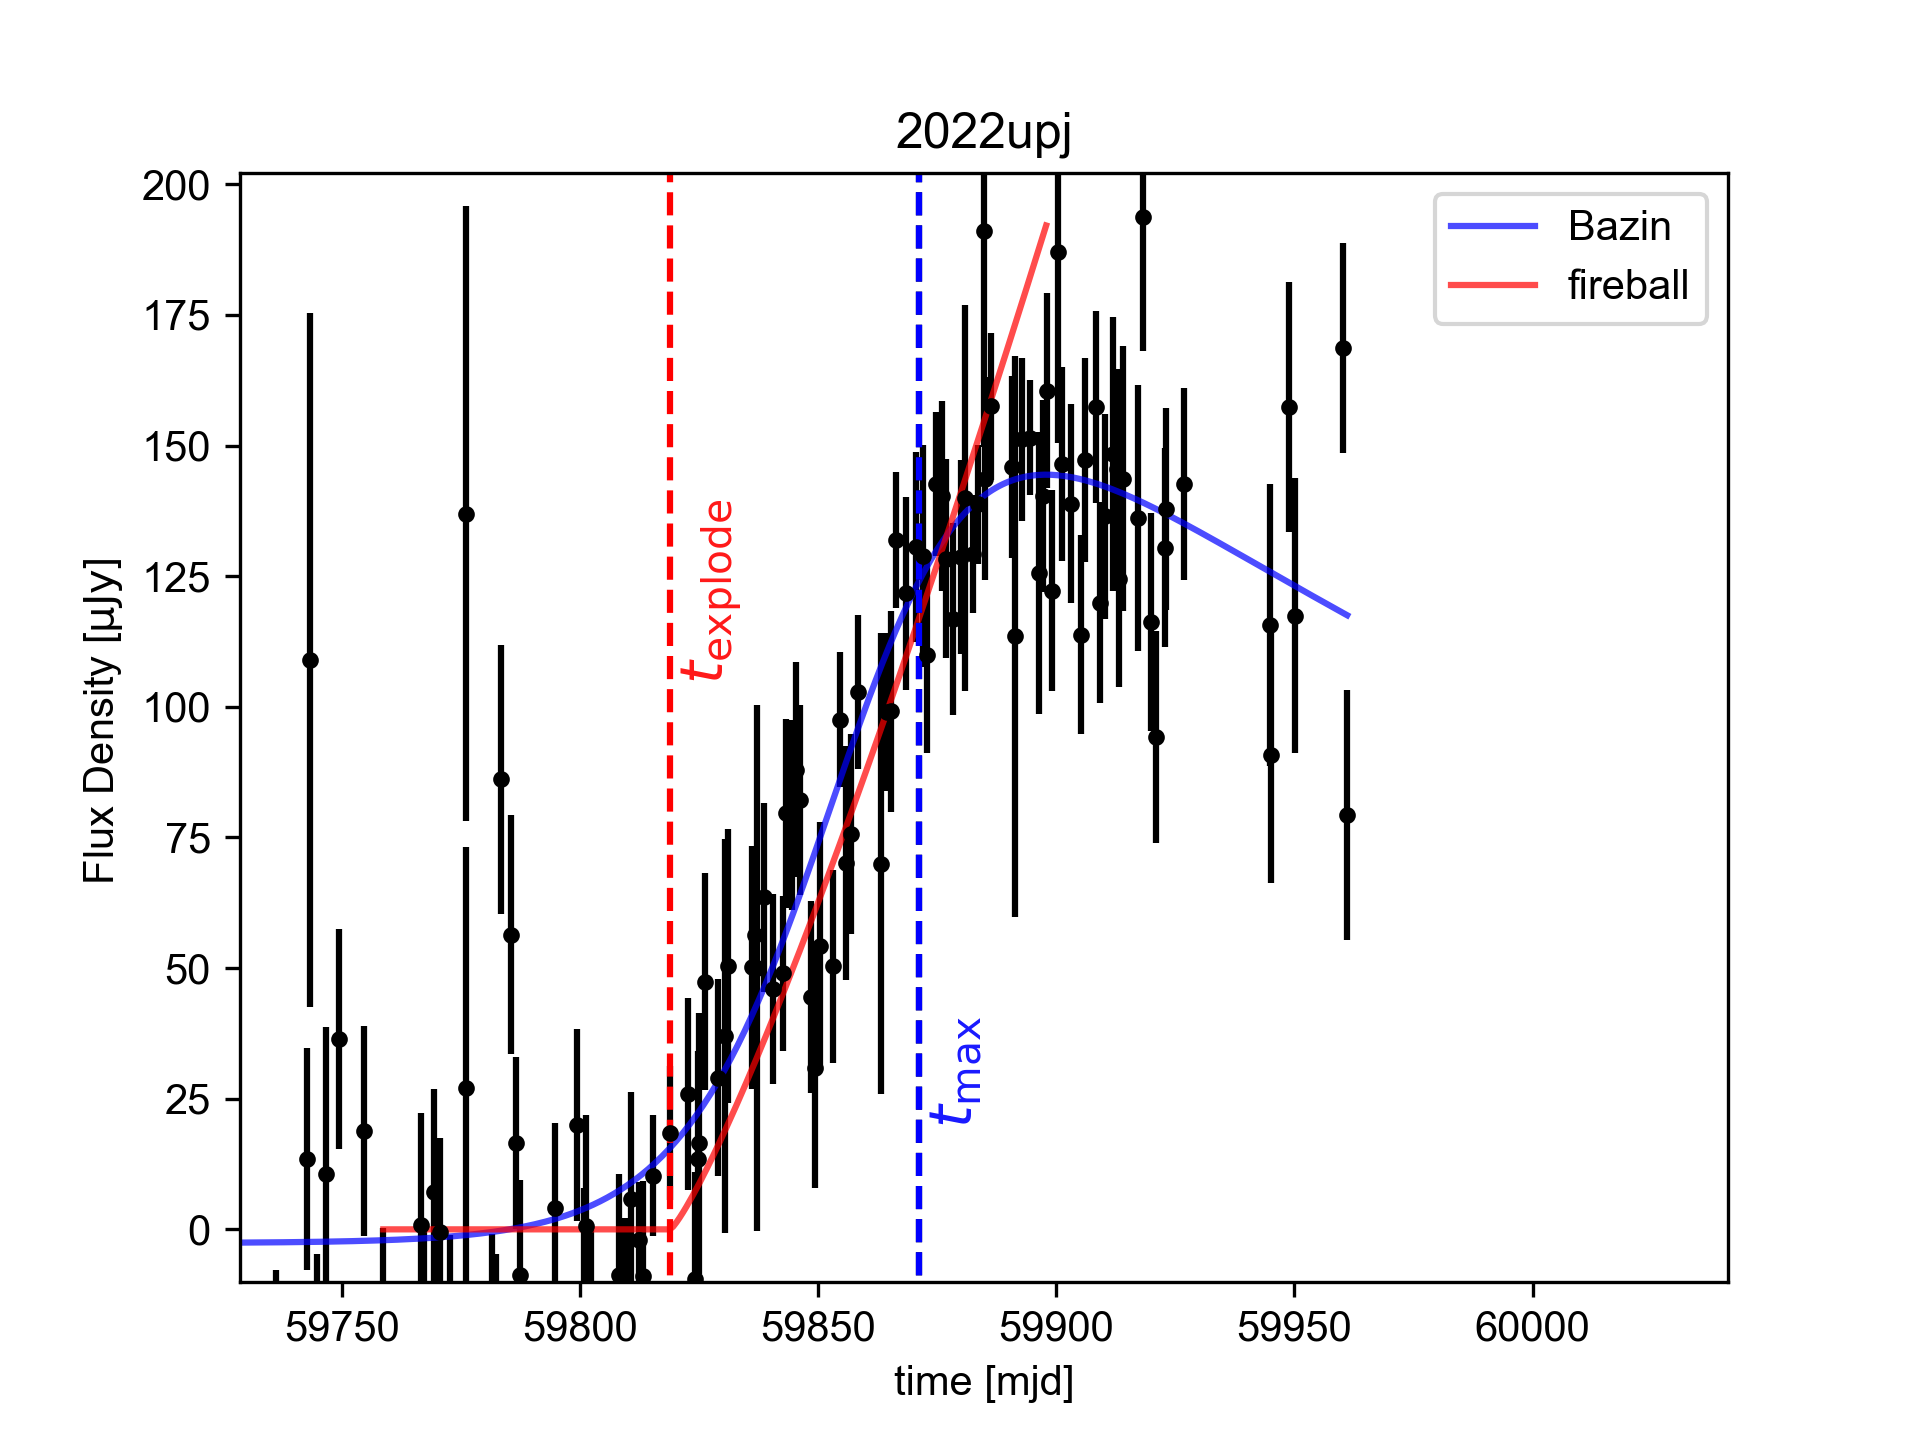 2022upj
200
175
150
125
100
75
50
25
0
Flux Density [µJy]
Bazin
fireball
t_explode
t_max
59750 59800 59850 59900 59950 60000
time [mjd]